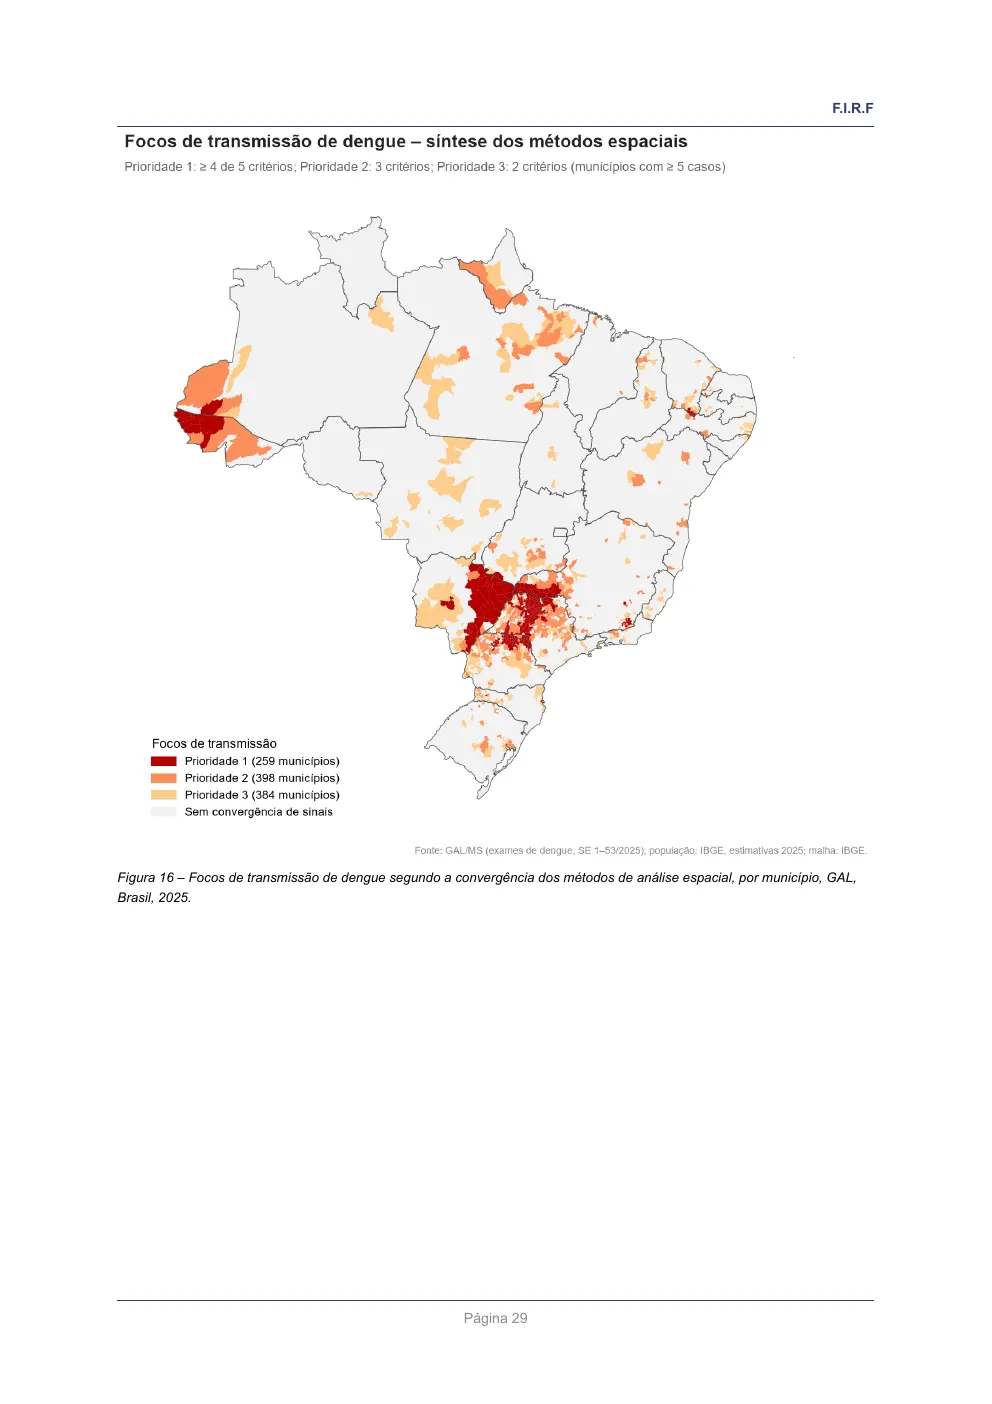 F.I.R.F
Focos de transmissão de dengue – síntese dos métodos espaciais
Prioridade 1: ≥ 4 de 5 critérios; Prioridade 2: 3 critérios; Prioridade 3: 2 critérios (municípios com ≥ 5 casos)
Focos de transmissão
Prioridade 1 (259 municípios)
Prioridade 2 (398 municípios)
Prioridade 3 (384 municípios)
Sem convergência de sinais
Fonte: GAL/MS (exames de dengue, SE 1–53/2025); população: IBGE, estimativas 2025; malha: IBGE.
Figura 16 – Focos de transmissão de dengue segundo a convergência dos métodos de análise espacial, por município, GAL,
Brasil, 2025.
Página 29